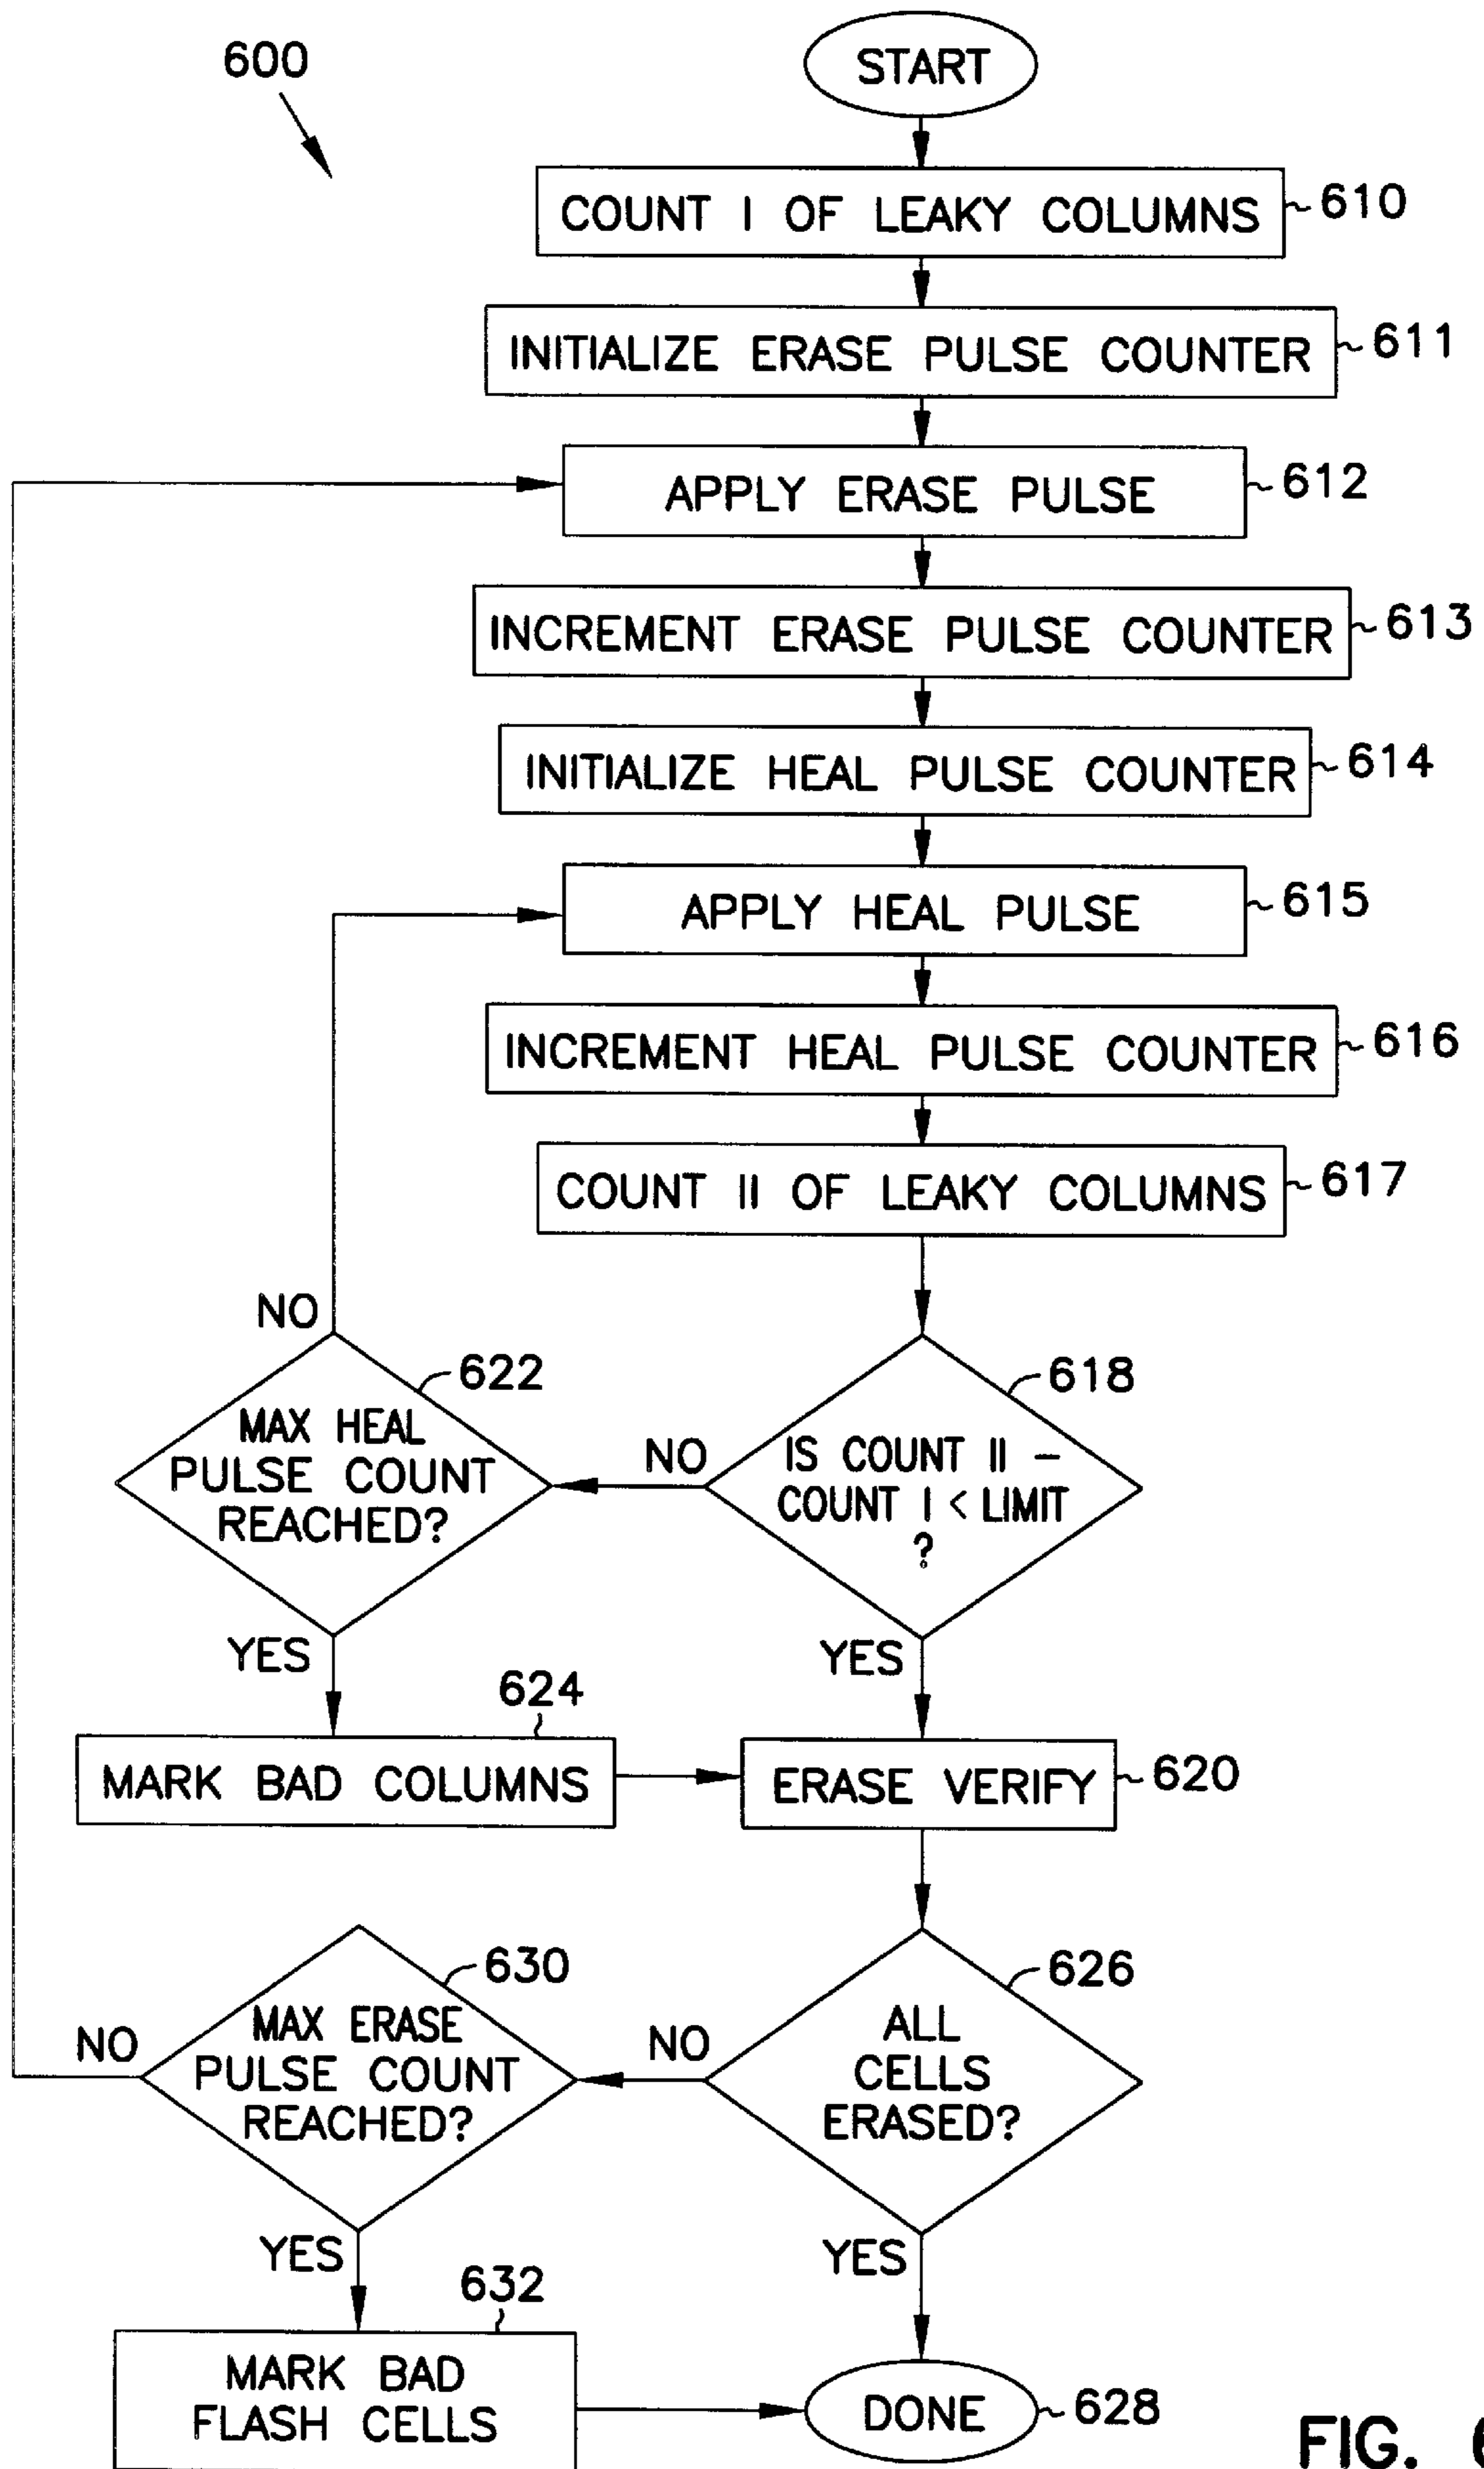 600
START
COUNT I OF LEAKY COLUMNS
610
INITIALIZE ERASE PULSE COUNTER
611
APPLY ERASE PULSE
612
INCREMENT ERASE PULSE COUNTER
613
INITIALIZE HEAL PULSE COUNTER
614
APPLY HEAL PULSE
615
INCREMENT HEAL PULSE COUNTER
616
COUNT II OF LEAKY COLUMNS
617
NO
622
MAX HEAL
PULSE COUNT
REACHED?
NO
618
IS COUNT II –
COUNT I < LIMIT
?
YES
YES
624
MARK BAD COLUMNS
ERASE VERIFY
620
630
NO
MAX ERASE
PULSE COUNT
REACHED?
NO
626
ALL
CELLS
ERASED?
YES
YES
632
MARK BAD
FLASH CELLS
DONE
628
FIG. 6